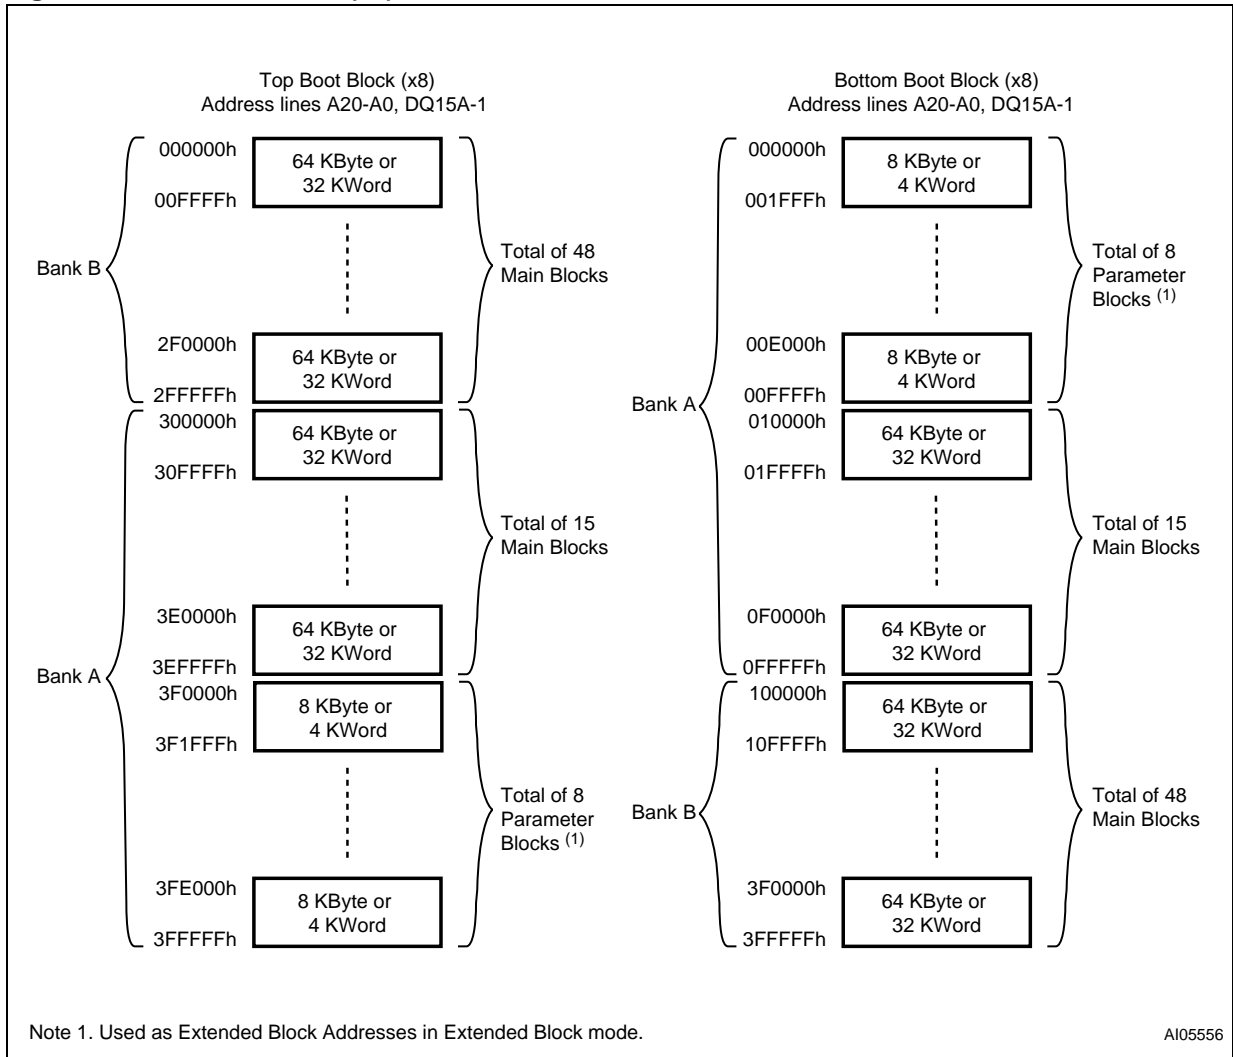 Top Boot Block (x8)
Address lines A20-A0, DQ15A-1
000000h
64 KByte or
32 KWord
00FFFFh
Total of 48
Main Blocks
Bank B
2F0000h
64 KByte or
32 KWord
2FFFFFh
300000h
64 KByte or
32 KWord
30FFFFh
Total of 15
Main Blocks
3E0000h
64 KByte or
32 KWord
3EFFFFh
Bank A
3F0000h
8 KByte or
4 KWord
3F1FFFh
Total of 8
Parameter
Blocks (1)
3FE000h
8 KByte or
4 KWord
3FFFFFh
Bottom Boot Block (x8)
Address lines A20-A0, DQ15A-1
000000h
8 KByte or
4 KWord
001FFFh
Total of 8
Parameter
Blocks (1)
00E000h
8 KByte or
4 KWord
00FFFFh
Bank A
010000h
64 KByte or
32 KWord
01FFFFh
Total of 15
Main Blocks
0F0000h
64 KByte or
32 KWord
0FFFFFh
100000h
64 KByte or
32 KWord
10FFFFh
Bank B
Total of 48
Main Blocks
3F0000h
64 KByte or
32 KWord
3FFFFFh
Note 1. Used as Extended Block Addresses in Extended Block mode.
AI05556